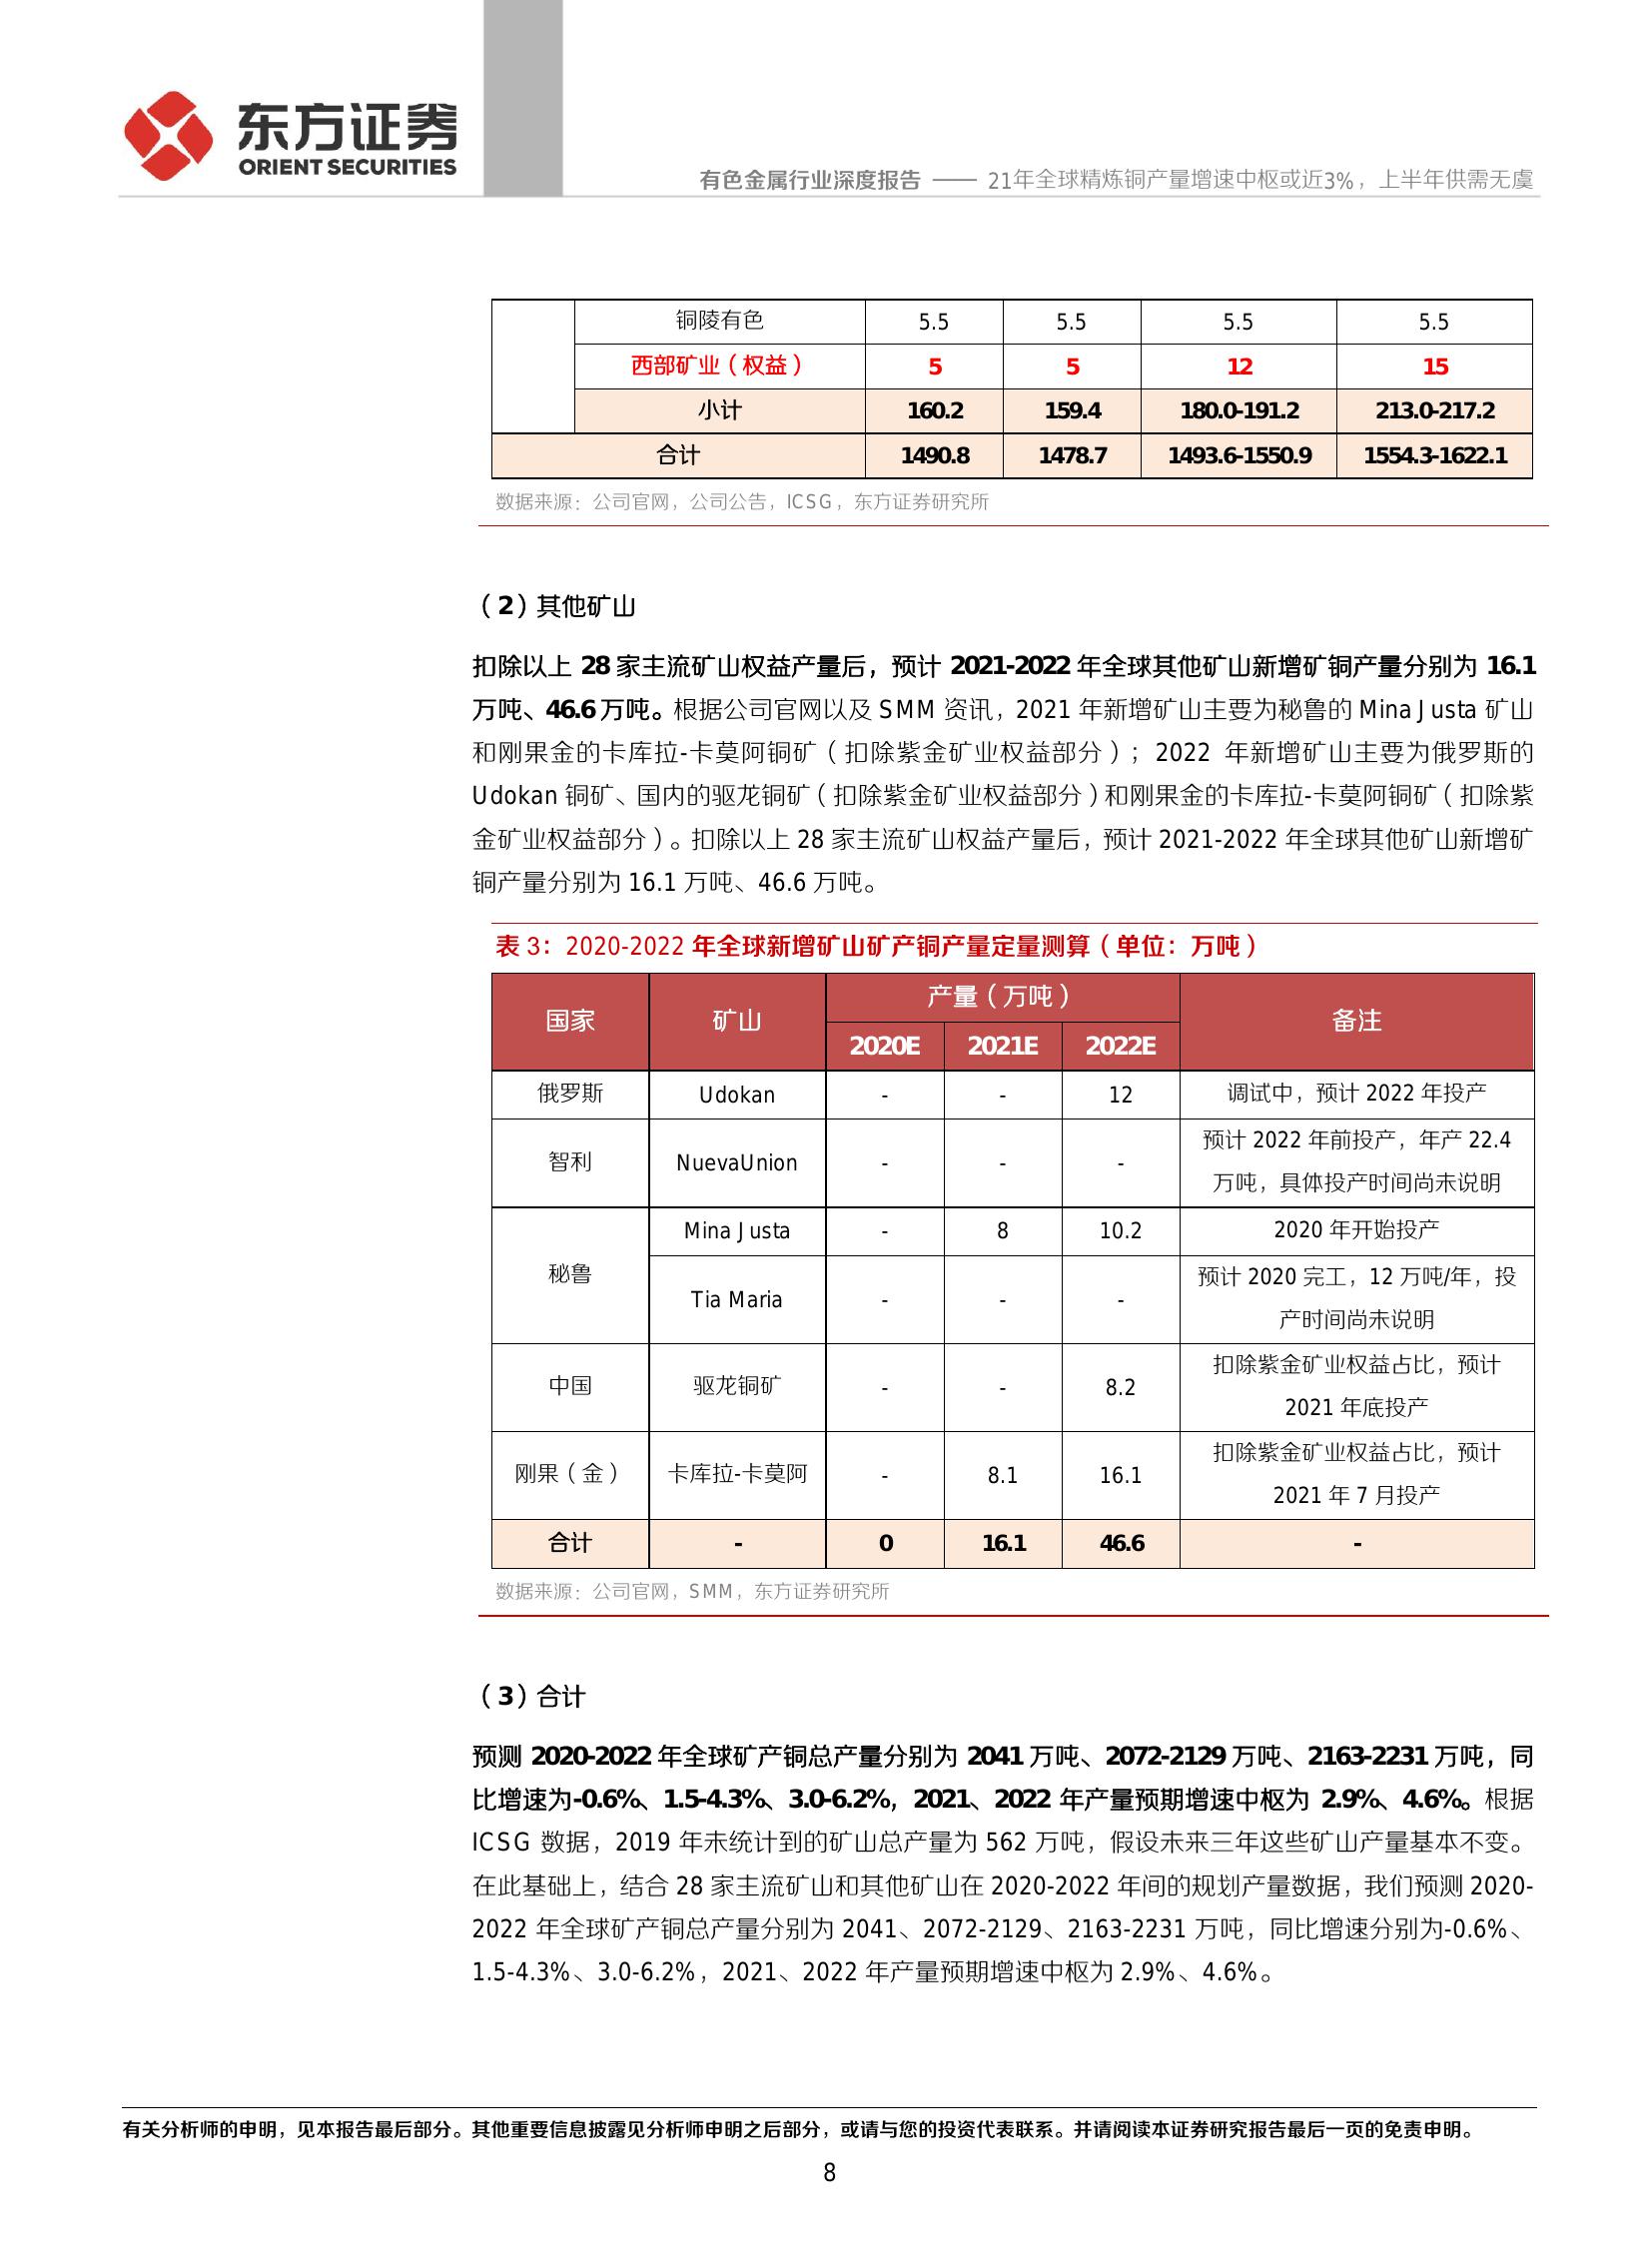 东方证券
ORIENT SECURITIES
有色金属行业深度报告 —— 21年全球精炼铜产量增速中枢或近3%，上半年供需无虞
铜陵有色 5.5 5.5 5.5 5.5
西部矿业（权益） 5 5 12 15
小计 160.2 159.4 180.0-191.2 213.0-217.2
合计 1490.8 1478.7 1493.6-1550.9 1554.3-1622.1
数据来源：公司官网，公司公告，ICSG，东方证券研究所
（2）其他矿山
扣除以上 28 家主流矿山权益产量后，预计 2021-2022 年全球其他矿山新增矿铜产量分别为 16.1
万吨、46.6 万吨。根据公司官网以及 SMM 资讯，2021 年新增矿山主要为秘鲁的 Mina Justa 矿山
和刚果金的卡库拉-卡莫阿铜矿（扣除紫金矿业权益部分）；2022 年新增矿山主要为俄罗斯的
Udokan 铜矿、国内的驱龙铜矿（扣除紫金矿业权益部分）和刚果金的卡库拉-卡莫阿铜矿（扣除紫
金矿业权益部分）。扣除以上 28 家主流矿山权益产量后，预计 2021-2022 年全球其他矿山新增矿
铜产量分别为 16.1 万吨、46.6 万吨。
表 3：2020-2022 年全球新增矿山矿产铜产量定量测算（单位：万吨）
国家 矿山 产量（万吨） 备注
2020E 2021E 2022E
俄罗斯 Udokan - - 12 调试中，预计 2022 年投产
智利 NuevaUnion - - - 预计 2022 年前投产，年产 22.4
万吨，具体投产时间尚未说明
秘鲁 Mina Justa - 8 10.2 2020 年开始投产
Tia Maria - - - 预计 2020 完工，12 万吨/年，投
产时间尚未说明
中国 驱龙铜矿 - - 8.2 扣除紫金矿业权益占比，预计
2021 年底投产
刚果（金） 卡库拉-卡莫阿 - 8.1 16.1 扣除紫金矿业权益占比，预计
2021 年 7 月投产
合计 - 0 16.1 46.6 -
数据来源：公司官网，SMM，东方证券研究所
（3）合计
预测 2020-2022 年全球矿产铜总产量分别为 2041 万吨、2072-2129 万吨、2163-2231 万吨，同
比增速为-0.6%、1.5-4.3%、3.0-6.2%，2021、2022 年产量预期增速中枢为 2.9%、4.6%。根据
ICSG 数据，2019 年未统计到的矿山总产量为 562 万吨，假设未来三年这些矿山产量基本不变。
在此基础上，结合 28 家主流矿山和其他矿山在 2020-2022 年间的规划产量数据，我们预测 2020-
2022 年全球矿产铜总产量分别为 2041、2072-2129、2163-2231 万吨，同比增速分别为-0.6%、
1.5-4.3%、3.0-6.2%，2021、2022 年产量预期增速中枢为 2.9%、4.6%。
有关分析师的申明，见本报告最后部分。其他重要信息披露见分析师申明之后部分，或请与您的投资代表联系。并请阅读本证券研究报告最后一页的免责申明。
8